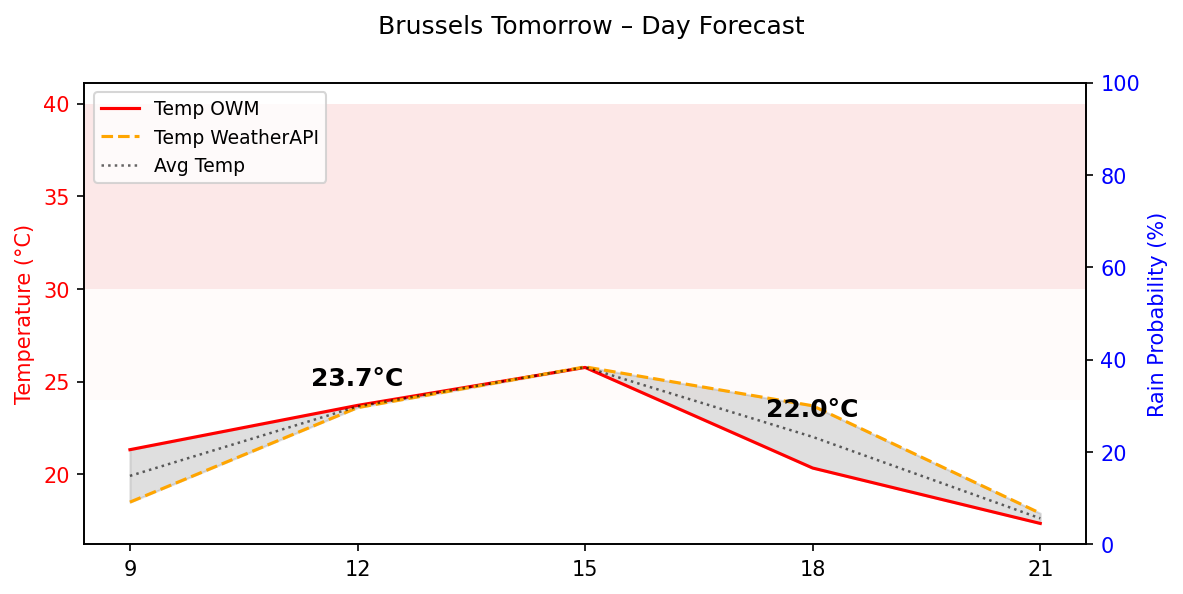 Brussels Tomorrow – Day Forecast
Temp OWM
Temp WeatherAPI
Avg Temp
Temperature (°C)
40
35
30
25
20
23.7°C
22.0°C
100
80
60
40
20
0
Rain Probability (%)
9 12 15 18 21